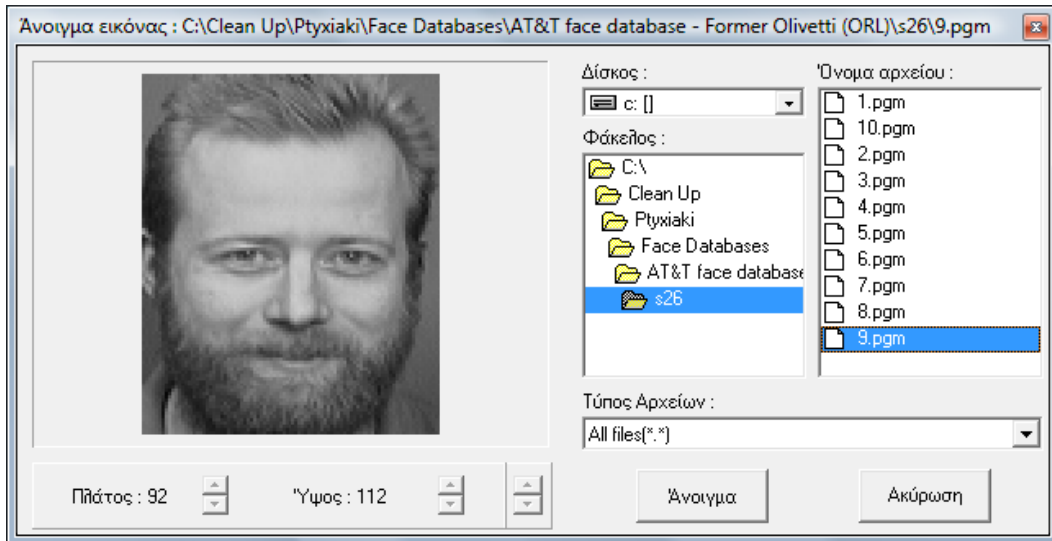 Άνοιγμα εικόνας : C:\Clean Up\Ptyxiaki\Face Databases\AT&T face database - Former Olivetti (ORL)\s26\9.pgm
Δίσκος :
c: []
Φάκελος :
C:\
Clean Up
Ptyxiaki
Face Databases
AT&T face database
s26
Όνομα αρχείου :
1.pgm
10.pgm
2.pgm
3.pgm
4.pgm
5.pgm
6.pgm
7.pgm
8.pgm
9.pgm
Τύπος Αρχείων :
All files(*.*)
Πλάτος : 92
Ύψος : 112
Άνοιγμα
Ακύρωση